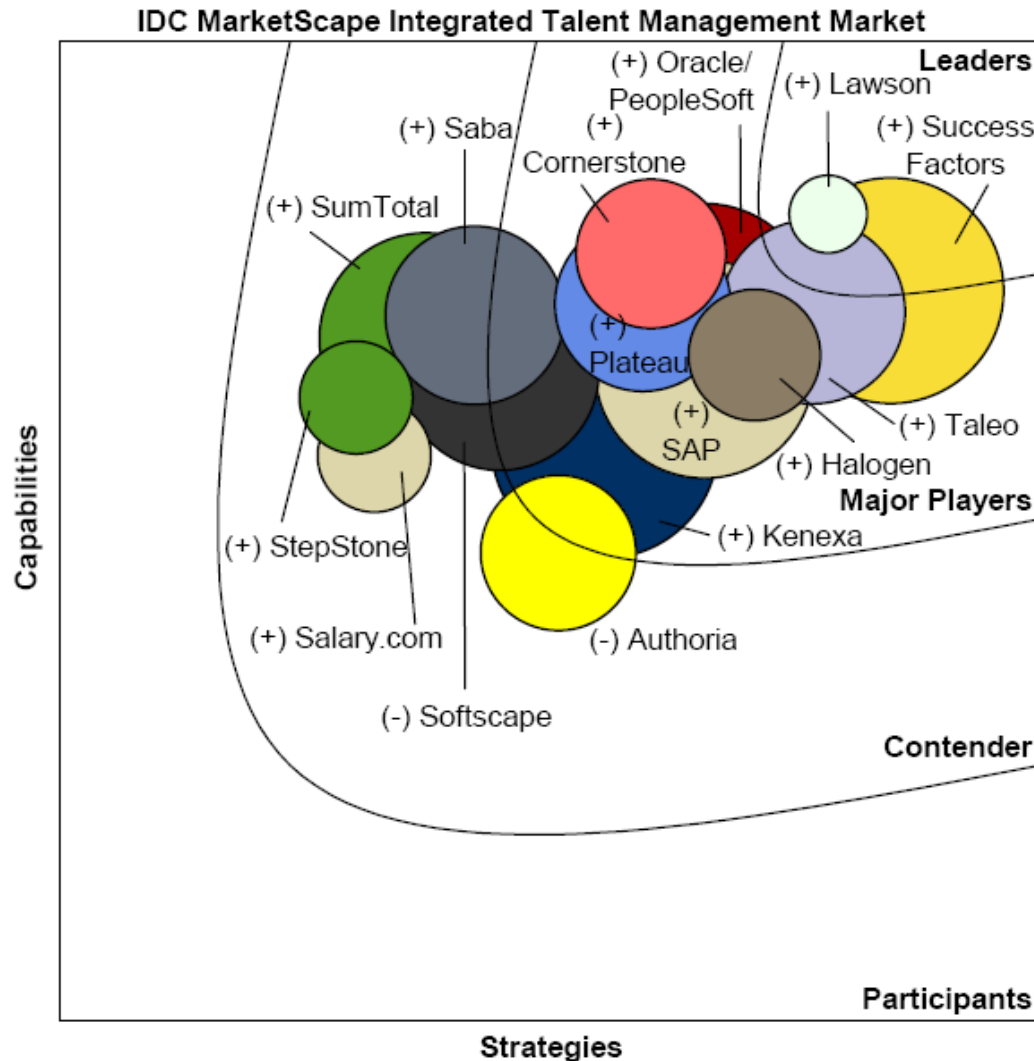 IDC MarketScape Integrated Talent Management Market
Leaders
(+) Oracle/
PeopleSoft
(+) Lawson
(+) Success
Factors
(+)
Cornerstone
(+) Saba
(+) SumTotal
(+)
Plateau
(+)
SAP
(+) Taleo
(+) Halogen
Major Players
(+) Kenexa
(+) StepStone
(+) Salary.com
(-) Authoria
(-) Softscape
Contender
Participants
Capabilities
Strategies